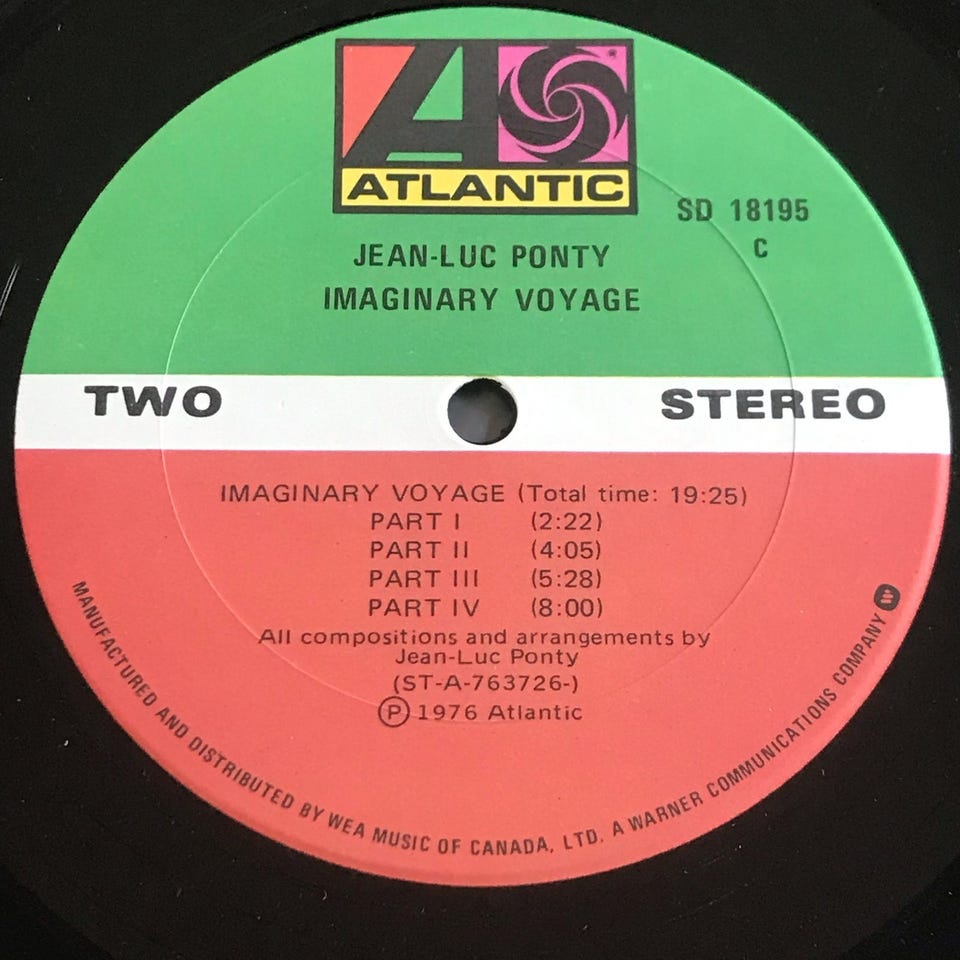 ATLANTIC
SD 18195
C
JEAN-LUC PONTY
IMAGINARY VOYAGE
TWO
STEREO
IMAGINARY VOYAGE (Total time: 19:25)
PART I (2:22)
PART II (4:05)
PART III (5:28)
PART IV (8:00)
All compositions and arrangements by
Jean-Luc Ponty
(ST-A-763726-)
Ⓟ 1976 Atlantic
MANUFACTURED AND DISTRIBUTED BY WEA MUSIC OF CANADA, LTD. A WARNER COMMUNICATIONS COMPANY